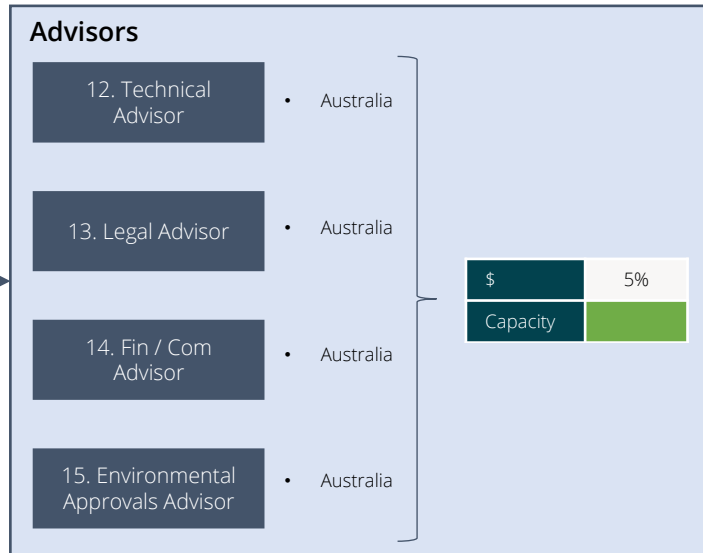 Advisors
12. Technical
Advisor
• Australia
13. Legal Advisor
• Australia
14. Fin / Com
Advisor
• Australia
15. Environmental
Approvals Advisor
• Australia
$ 5%
Capacity